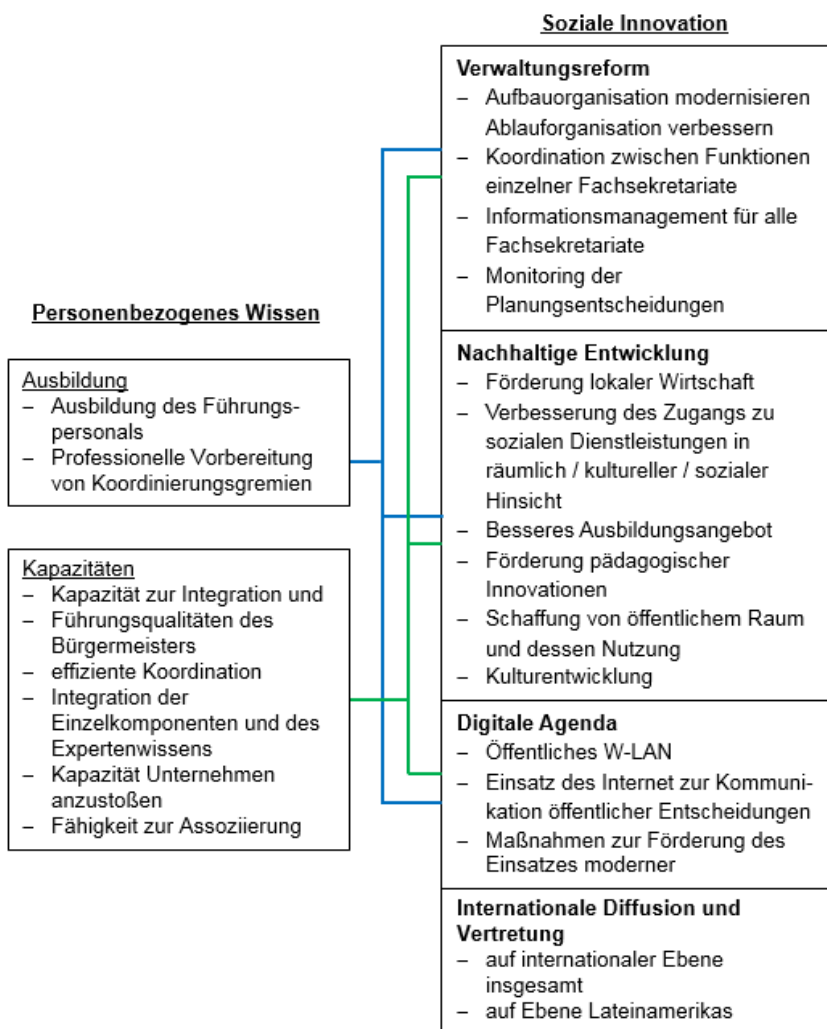 Personenbezogenes Wissen
Ausbildung
– Ausbildung des Führungs-
personals
– Professionelle Vorbereitung
von Koordinierungsgremien
Kapazitäten
– Kapazität zur Integration und
– Führungsqualitäten des
Bürgermeisters
– effiziente Koordination
– Integration der
Einzelkomponenten und des
Expertenwissens
– Kapazität Unternehmen
anzustoßen
– Fähigkeit zur Assoziierung
Soziale Innovation
Verwaltungsreform
– Aufbauorganisation modernisieren
Ablauforganisation verbessern
– Koordination zwischen Funktionen
einzelner Fachsekretariate
– Informationsmanagement für alle
Fachsekretariate
– Monitoring der
Planungsentscheidungen
Nachhaltige Entwicklung
– Förderung lokaler Wirtschaft
– Verbesserung des Zugangs zu
sozialen Dienstleistungen in
räumlich / kultureller / sozialer
Hinsicht
– Besseres Ausbildungsangebot
– Förderung pädagogischer
Innovationen
– Schaffung von öffentlichem Raum
und dessen Nutzung
– Kulturentwicklung
Digitale Agenda
– Öffentliches W-LAN
– Einsatz des Internet zur Kommuni-
kation öffentlicher Entscheidungen
– Maßnahmen zur Förderung des
Einsatzes moderner
Internationale Diffusion und
Vertretung
– auf internationaler Ebene
insgesamt
– auf Ebene Lateinamerikas